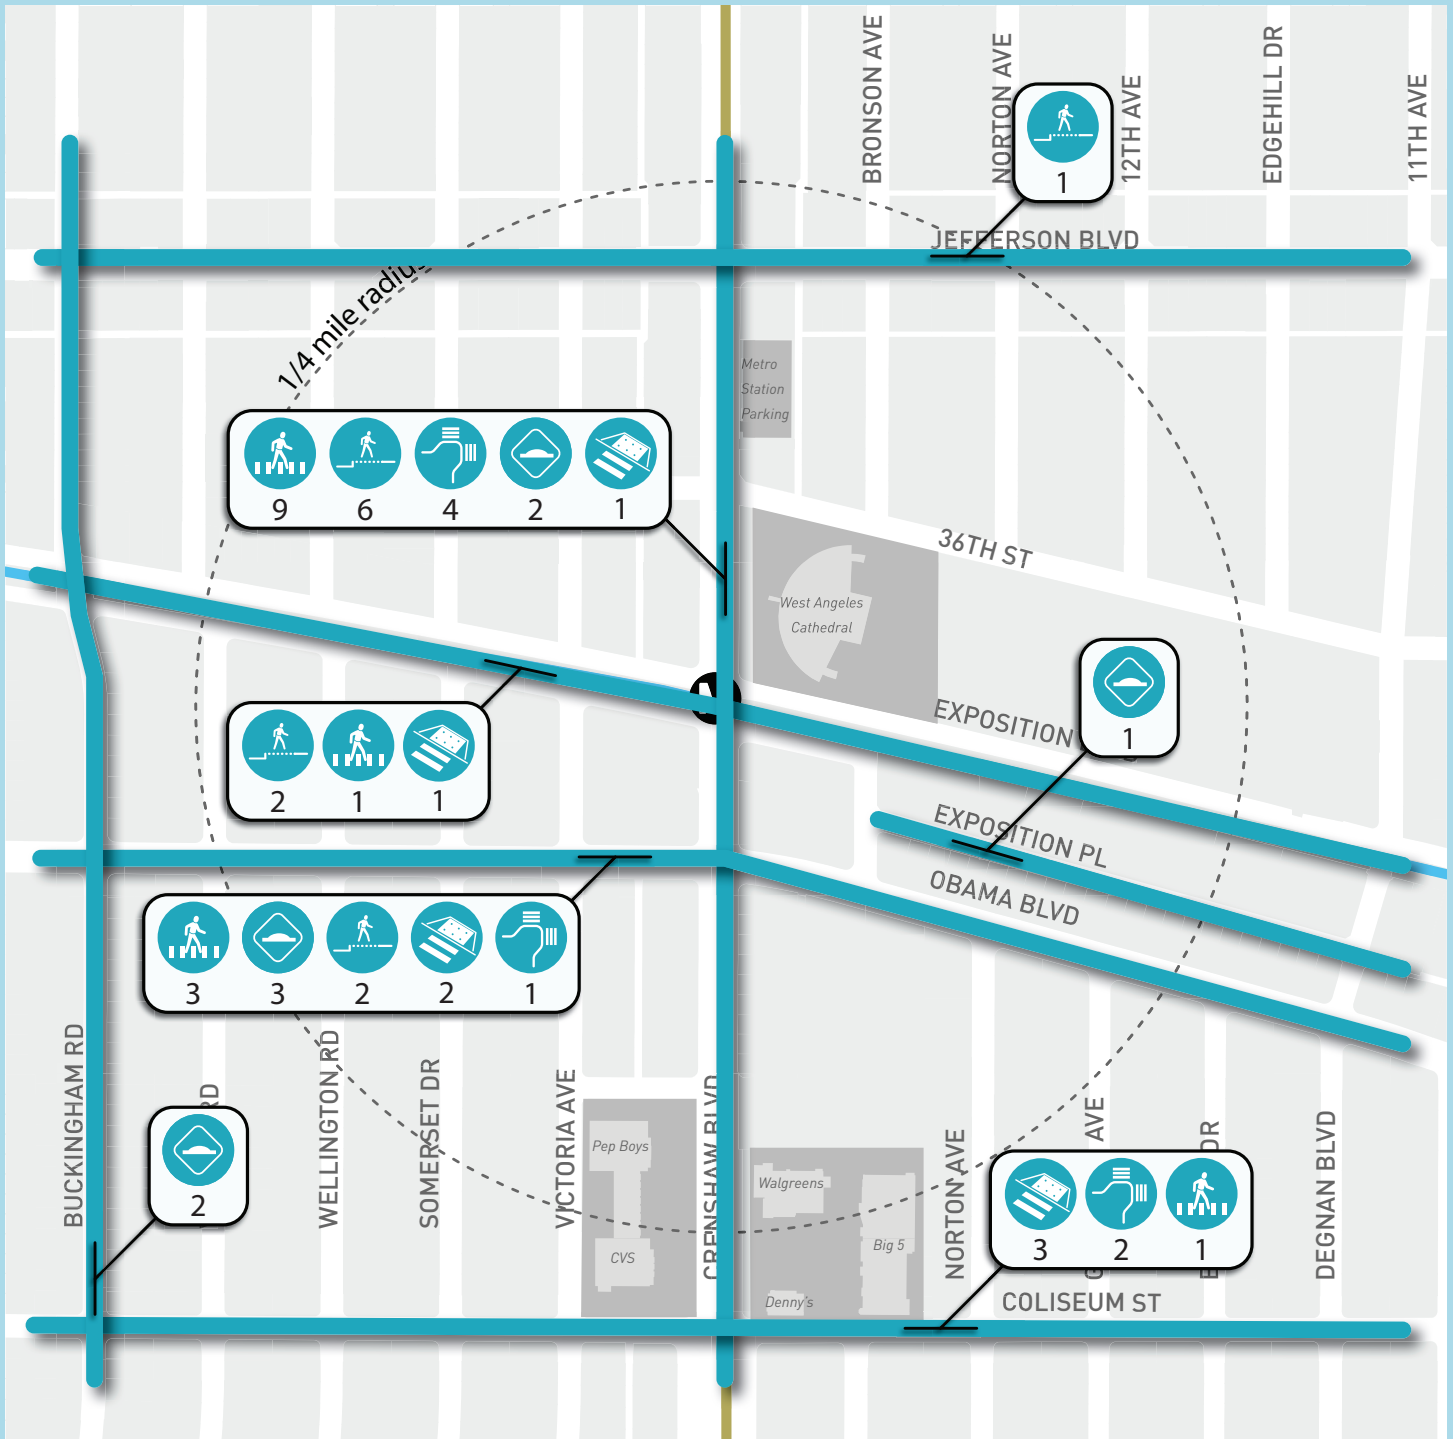 BRONSON AVE
NORTON AVE
12TH AVE
EDGEHILL DR
11TH AVE
1
JEFFERSON BLVD
1/4 mile radius
Metro
Station
Parking
9 6 4 2 1
36TH ST
West Angeles
Cathedral
EXPOSITION
1
2 1 1
EXPOSITION PL
OBAMA BLVD
3 3 2 2 1
BUCKINGHAM RD
RD
WELLINGTON RD
SOMERSET DR
VICTORIA AVE
CRENSHAW BLVD
NORTON AVE
AVE
DR
DEGNAN BLVD
2
Pep Boys
CVS
Walgreens
Big 5
Denny's
3 2 1
COLISEUM ST